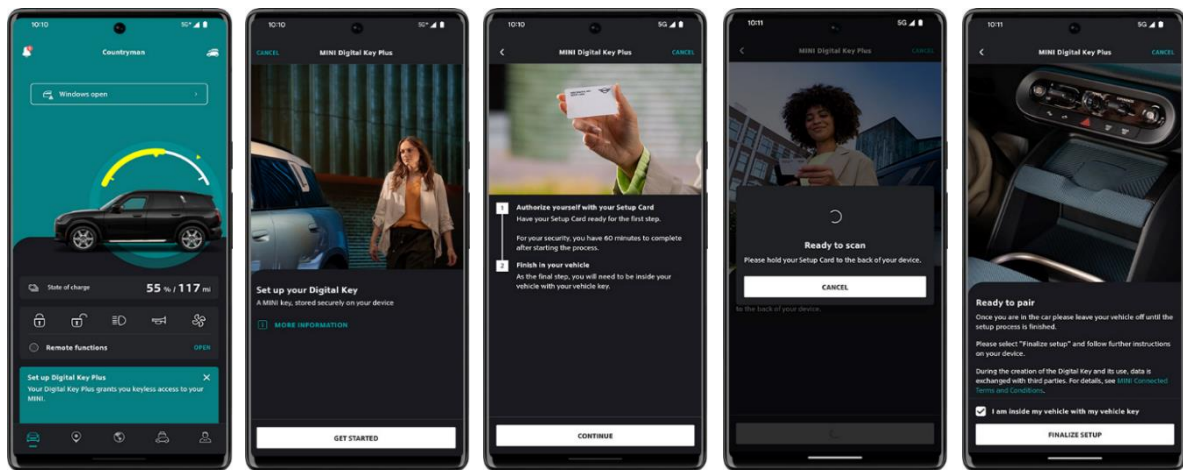 10:10
5G+
Countryman
Windows open
State of charge
55 % / 117 mi
Remote functions
OPEN
Set up Digital Key Plus
Your Digital Key Plus grants you keyless access to your
MINI.
10:10
5G+
CANCEL
MINI Digital Key Plus
Set up your Digital Key
A MINI key, stored securely on your device
MORE INFORMATION
GET STARTED
10:10
5G
MINI Digital Key Plus
CANCEL
1
Authorize yourself with your Setup Card
Have your Setup Card ready for the first step.
For your security, you have 60 minutes to complete
after starting the process.
2
Finish in your vehicle
As the final step, you will need to be inside your
vehicle with your vehicle key.
CONTINUE
10:11
5G
MINI Digital Key Plus
CANCEL
Ready to scan
Please hold your Setup Card to the back of your device.
CANCEL
to the back of your device.
10:11
5G
MINI Digital Key Plus
CANCEL
Ready to pair
Once you are in the car please leave your vehicle off until the
setup process is finished.
Please select "Finalize setup" and follow further instructions
on your device.
During the creation of the Digital Key and its use, data is
exchanged with third parties. For details, see MINI Connected
Terms and Conditions.
I am inside my vehicle with my vehicle key
FINALIZE SETUP